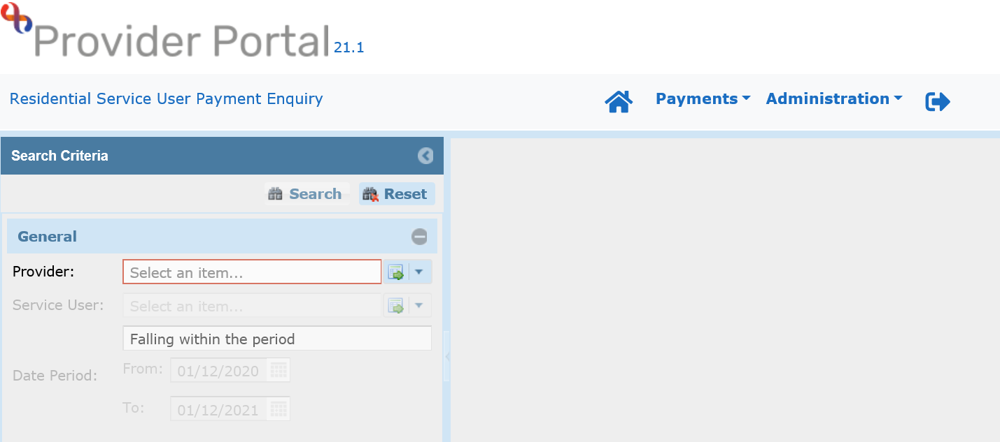 Provider Portal 21.1
Residential Service User Payment Enquiry Payments Administration
Search Criteria
Search Reset
General
Provider: Select an item...
Service User: Select an item...
Falling within the period
Date Period: From: 01/12/2020
To: 01/12/2021